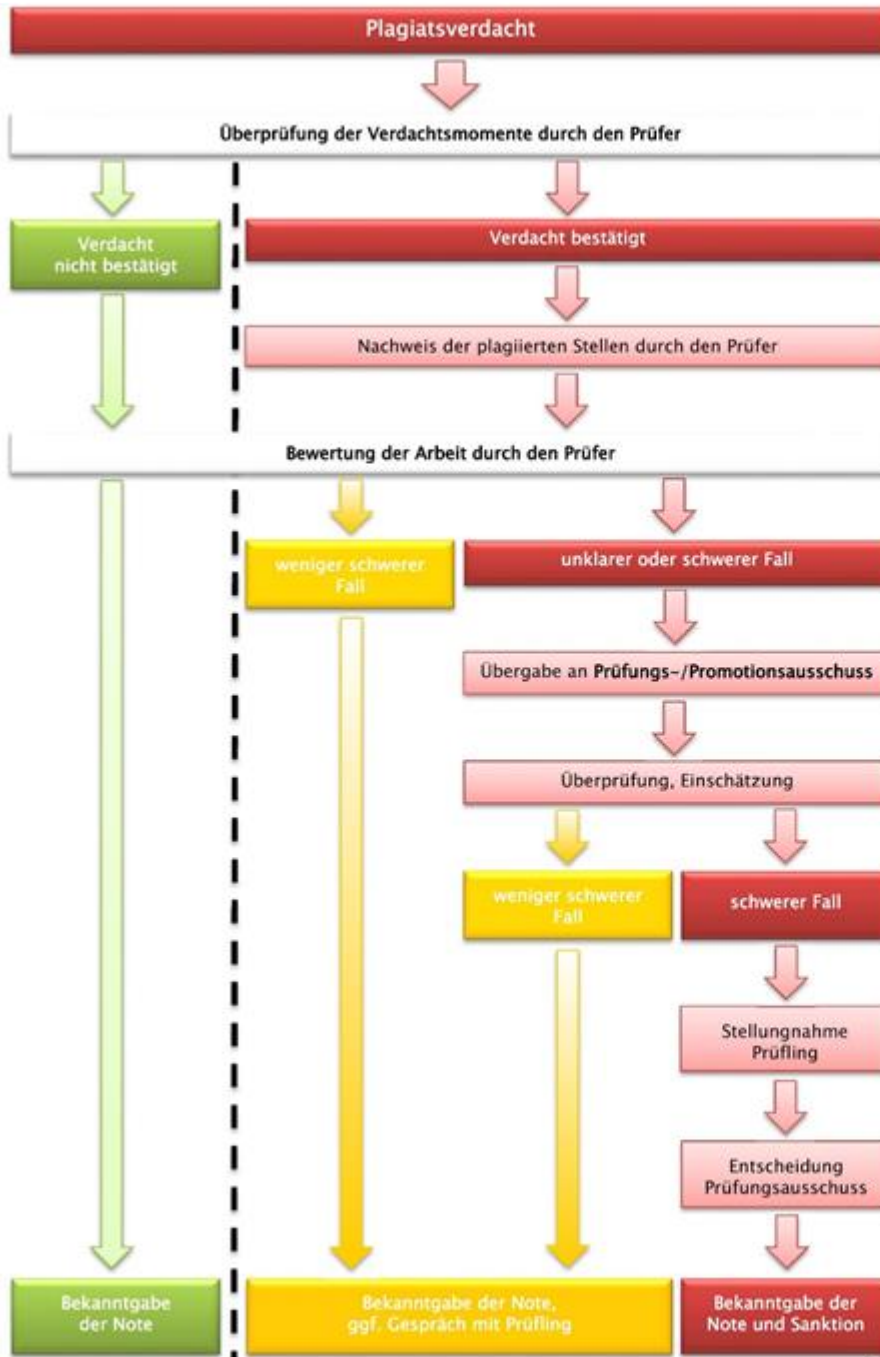 Plagiatsverdacht
Überprüfung der Verdachtsmomente durch den Prüfer
Verdacht
nicht bestätigt
Verdacht bestätigt
Nachweis der plagiierten Stellen durch den Prüfer
Bewertung der Arbeit durch den Prüfer
weniger schwerer
Fall
unklarer oder schwerer Fall
Übergabe an Prüfungs-/Promotionsausschuss
Überprüfung, Einschätzung
weniger schwerer
Fall
schwerer Fall
Stellungnahme
Prüfling
Entscheidung
Prüfungsausschuss
Bekanntgabe
der Note
Bekanntgabe der Note,
ggf. Gespräch mit Prüfling
Bekanntgabe der
Note und Sanktion